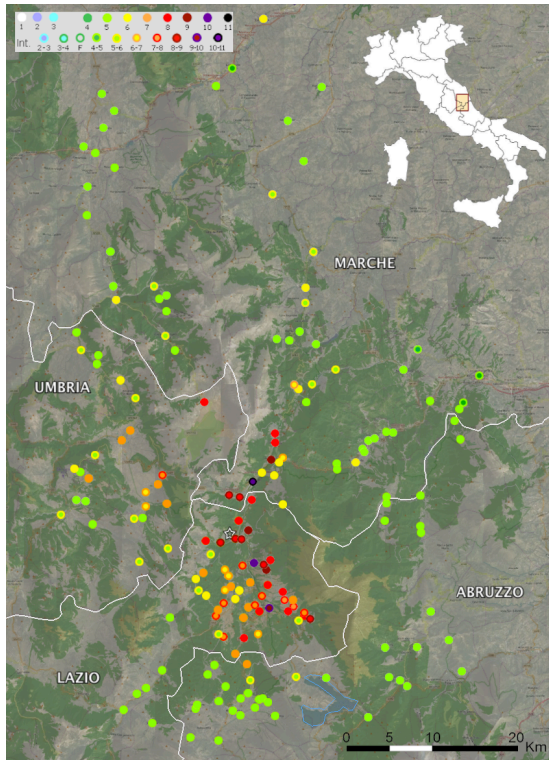 1 2 3 4 5 6 7 8 9 10 11
Int. 2-3 3-4 F 4-5 5-6 6-7 7-8 8-9 9-10 10-11
MARCHE
UMBRIA
ABRUZZO
LAZIO
0 5 10 20
Km